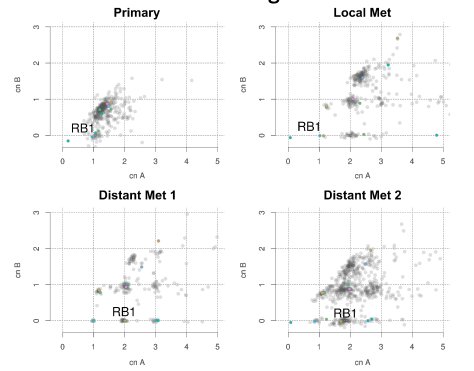 Primary
cn B
3
2
1
0
RB1
0 1 2 3 4 5
cn A
Local Met
cn B
3
2
1
0
RB1
0 1 2 3 4 5
cn A
Distant Met 1
cn B
3
2
1
0
RB1
0 1 2 3 4 5
cn A
Distant Met 2
cn B
3
2
1
0
RB1
0 1 2 3 4 5
cn A